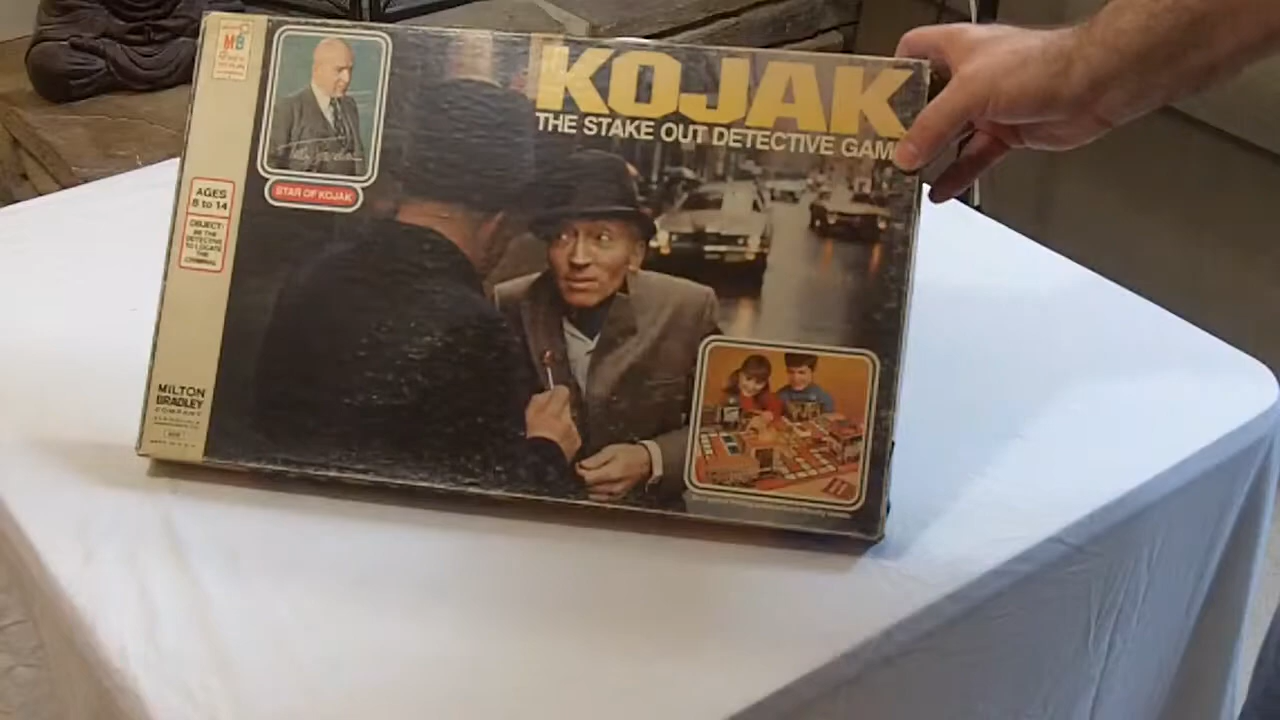 MB
KOJAK
THE STAKE OUT DETECTIVE GAM
STAR OF KOJAK
AGES
8 to 14
OBJECT:
BE THE
DETECTIVE
TO LOCATE
THE
CRIMINAL
MILTON
BRADLEY
COMPANY